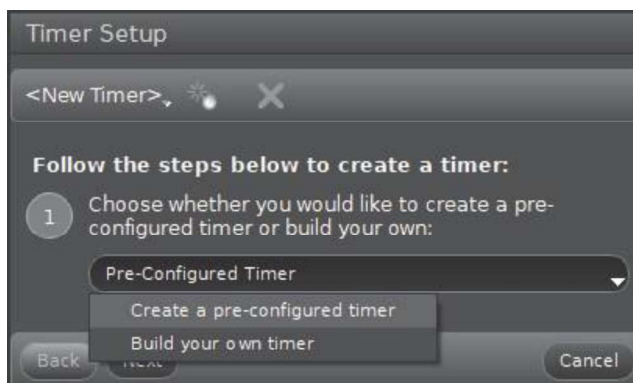 Timer Setup
<New Timer>
Follow the steps below to create a timer:
1 Choose whether you would like to create a pre-
configured timer or build your own:
Pre-Configured Timer
Create a pre-configured timer
Build your own timer
Back Next Cancel